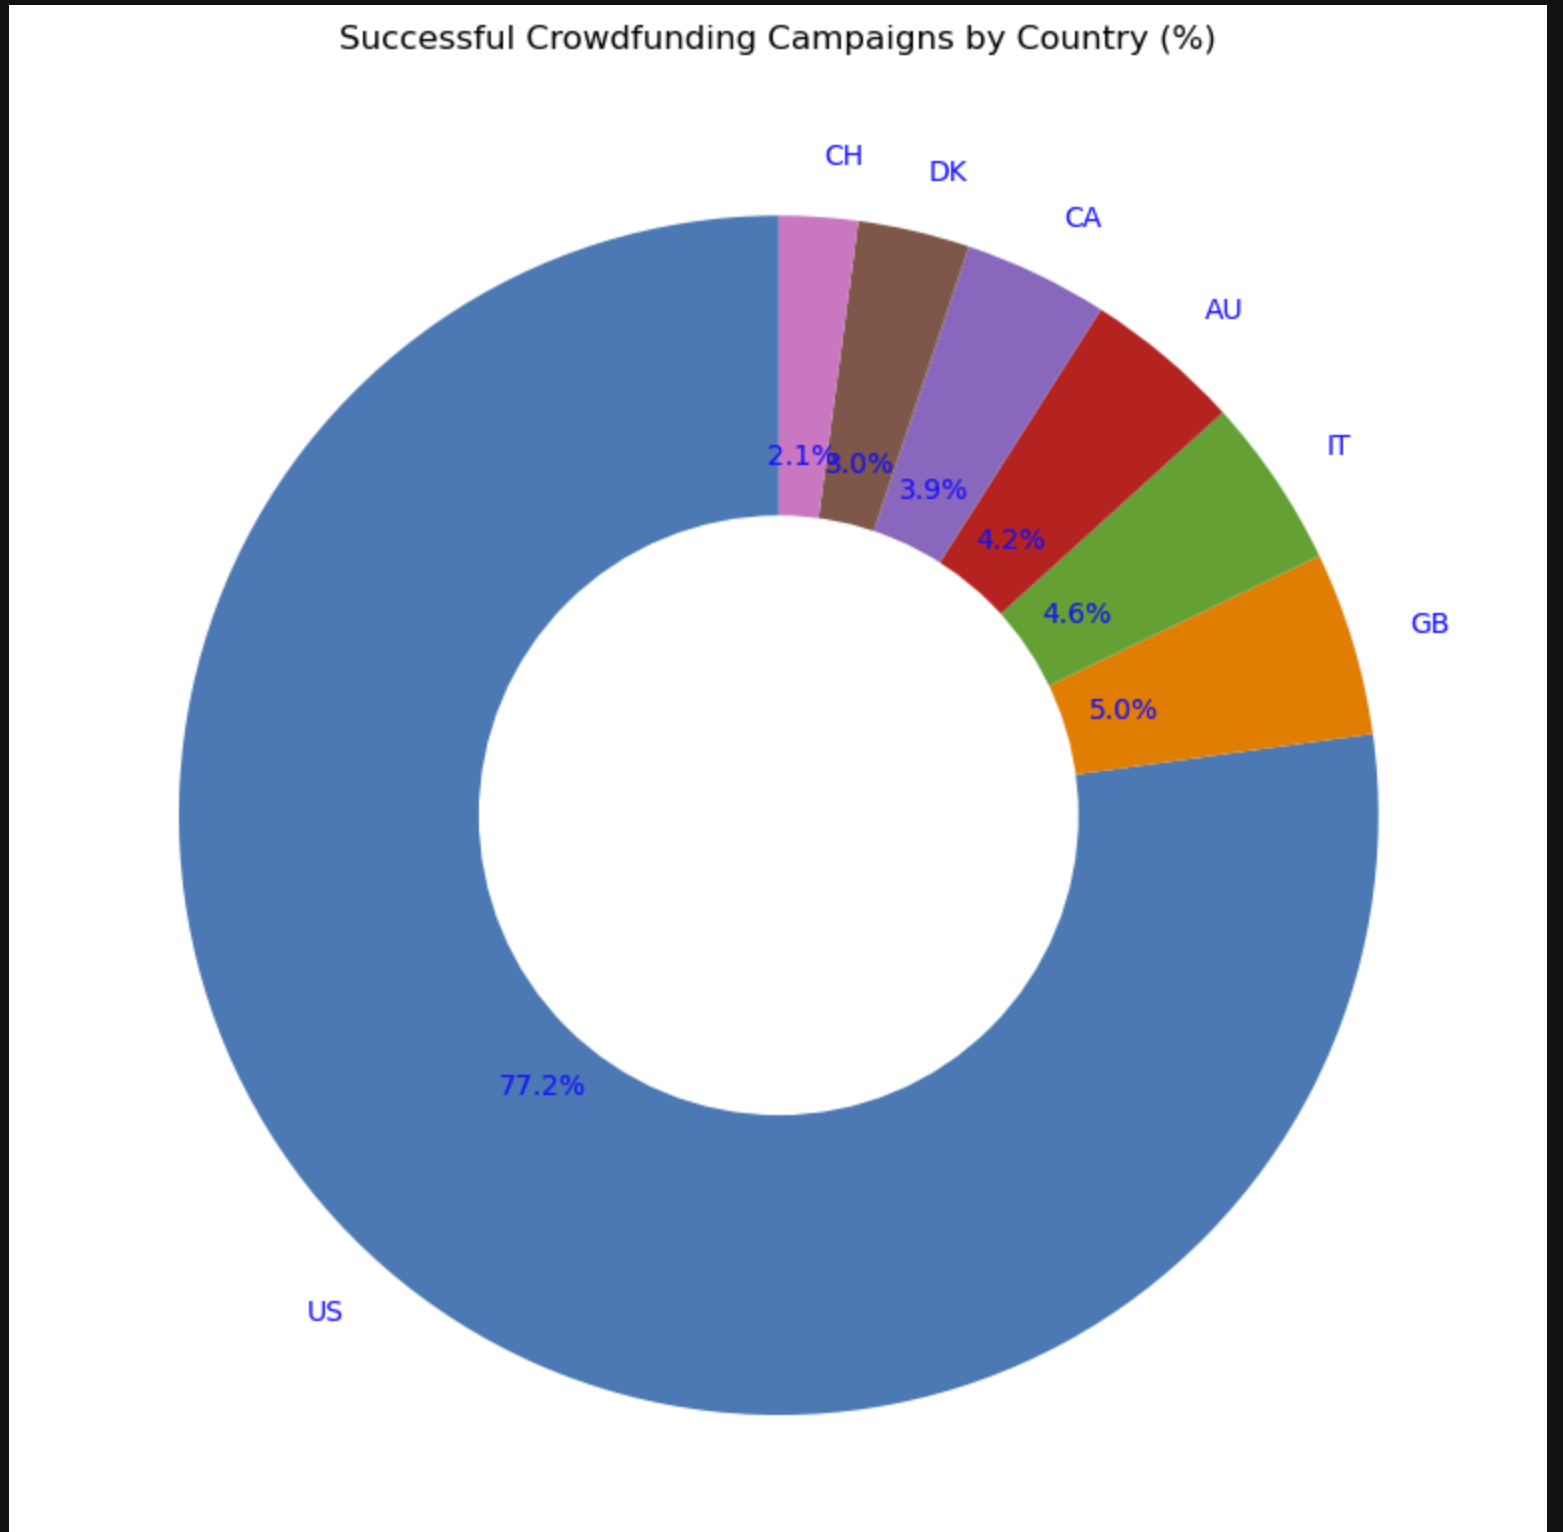 Successful Crowdfunding Campaigns by Country (%)
CH
DK
CA
AU
IT
GB
US
2.1%
3.0%
3.9%
4.2%
4.6%
5.0%
77.2%